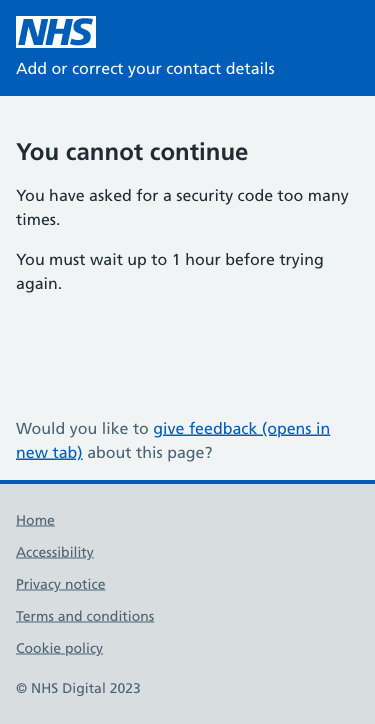 NHS
Add or correct your contact details
You cannot continue
You have asked for a security code too many
times.
You must wait up to 1 hour before trying
again.
Would you like to give feedback (opens in
new tab) about this page?
Home
Accessibility
Privacy notice
Terms and conditions
Cookie policy
© NHS Digital 2023